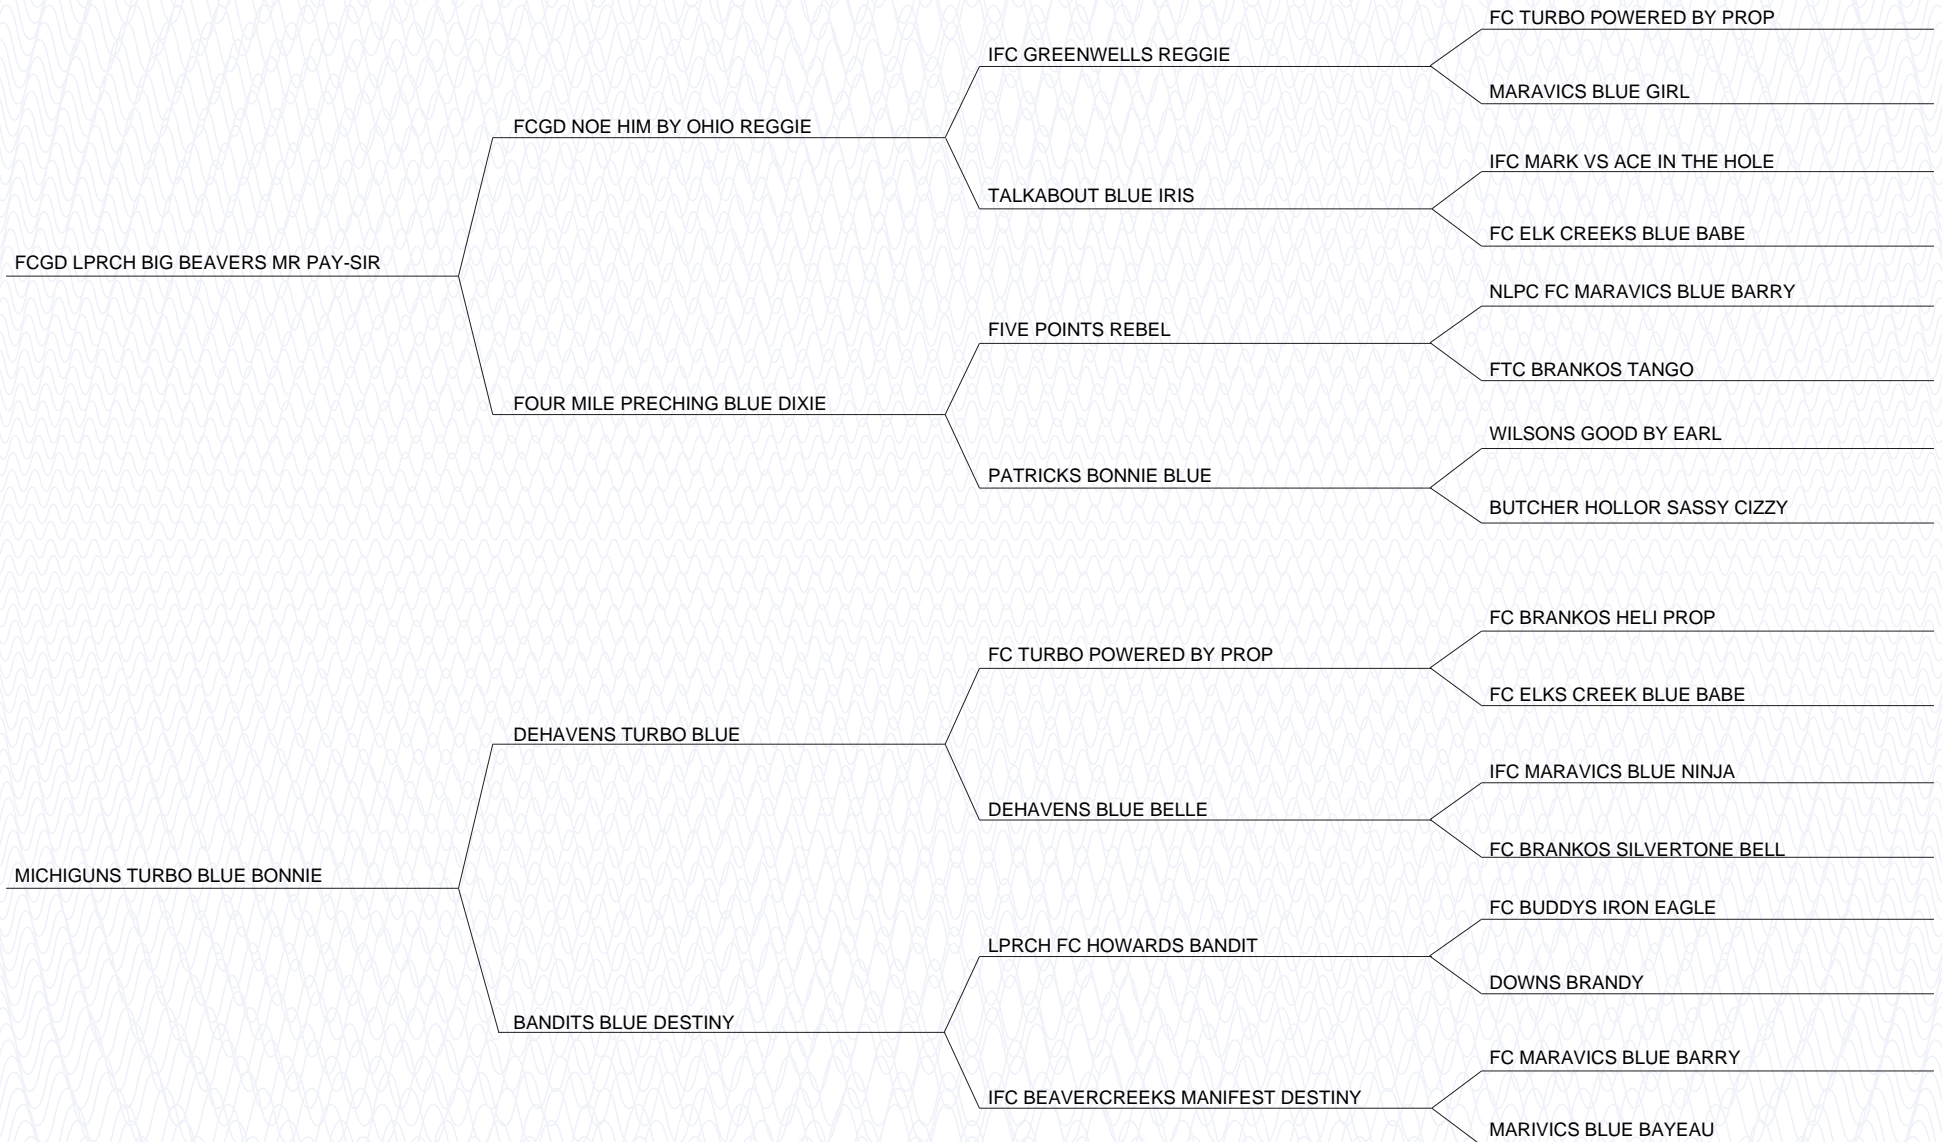 FC TURBO POWERED BY PROP
IFC GREENWELLS REGGIE
MARAVICS BLUE GIRL
FCGD NOE HIM BY OHIO REGGIE
IFC MARK VS ACE IN THE HOLE
TALKABOUT BLUE IRIS
FC ELK CREEKS BLUE BABE
FCGD LPRCH BIG BEAVERS MR PAY-SIR
NLPC FC MARAVICS BLUE BARRY
FIVE POINTS REBEL
FTC BRANKOS TANGO
FOUR MILE PRECHING BLUE DIXIE
WILSONS GOOD BY EARL
PATRICKS BONNIE BLUE
BUTCHER HOLLOR SASSY CIZZY
FC BRANKOS HELI PROP
FC TURBO POWERED BY PROP
FC ELKS CREEK BLUE BABE
DEHAVENS TURBO BLUE
IFC MARAVICS BLUE NINJA
DEHAVENS BLUE BELLE
FC BRANKOS SILVERTONE BELL
MICHIGUNS TURBO BLUE BONNIE
FC BUDDYS IRON EAGLE
LPRCH FC HOWARDS BANDIT
DOWNS BRANDY
BANDITS BLUE DESTINY
FC MARAVICS BLUE BARRY
IFC BEAVERCREEKS MANIFEST DESTINY
MARIVICS BLUE BAYEAU